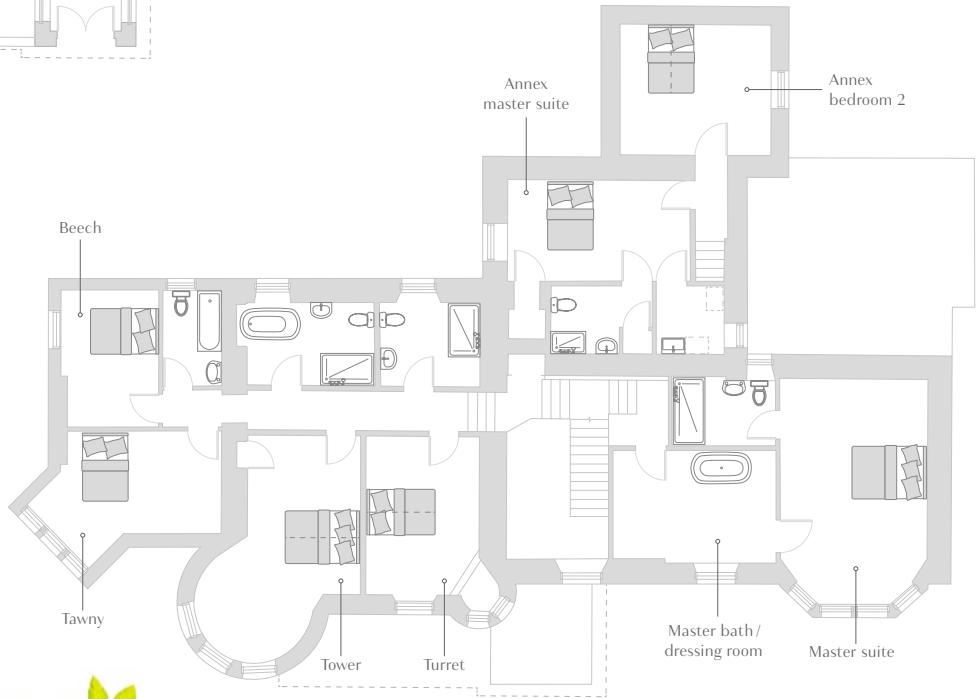 Annex
master suite
Annex
bedroom 2
Beech
Tawny
Tower
Turret
Master bath/
dressing room
Master suite